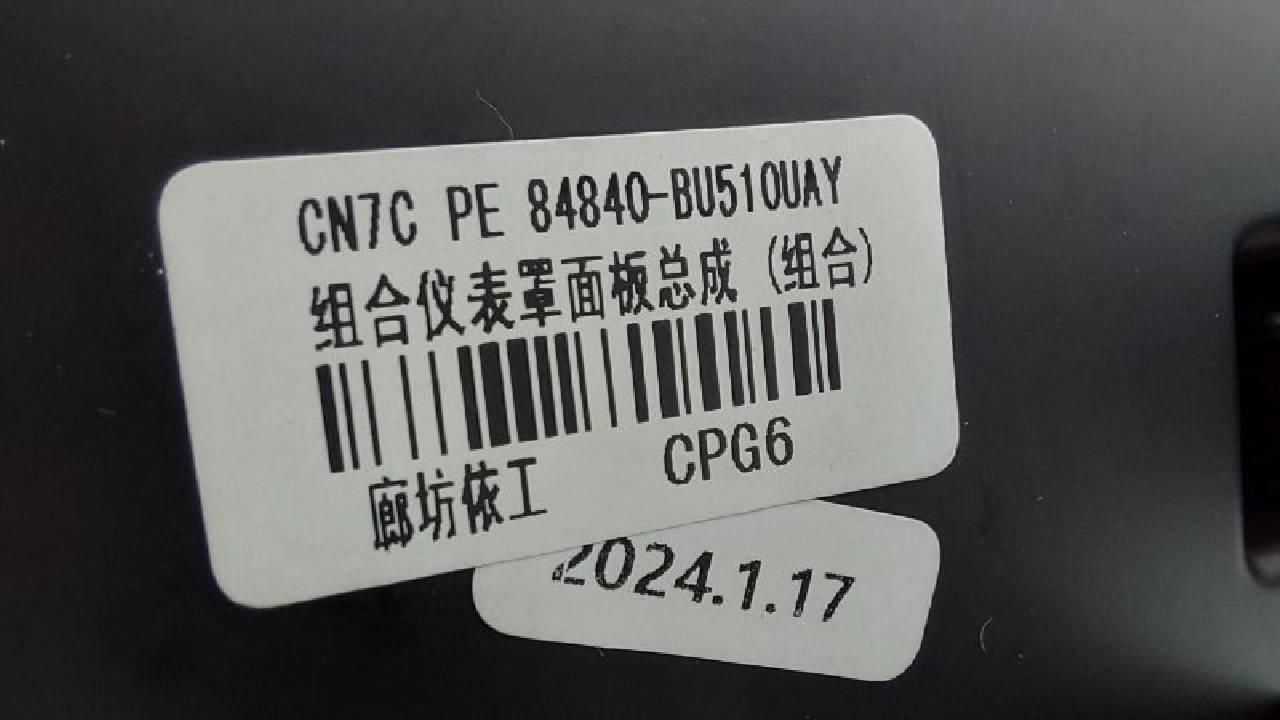 CN7C PE 84840-BU510UAY
组合仪表罩面板总成 (组合)
廊坊依工 CPG6
2024.1.17